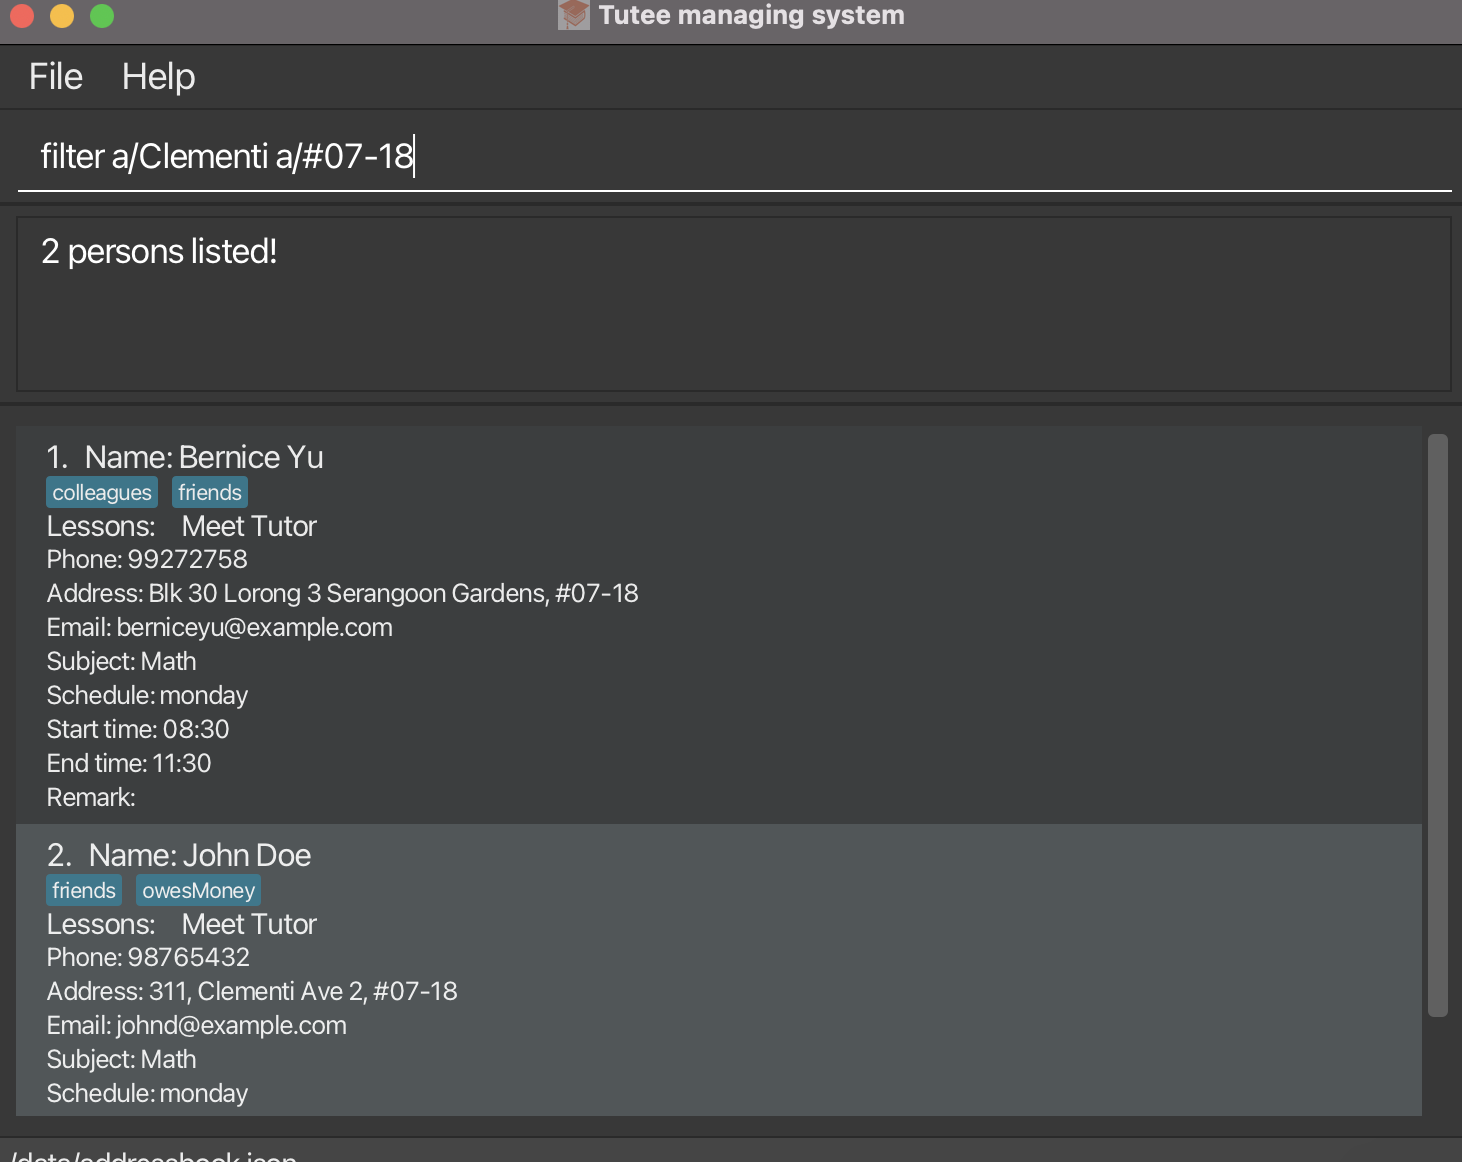 Tutee managing system
File Help
filter a/Clementi a/#07-18
2 persons listed!
1. Name: Bernice Yu
colleagues friends
Lessons: Meet Tutor
Phone: 99272758
Address: Blk 30 Lorong 3 Serangoon Gardens, #07-18
Email: berniceyu@example.com
Subject: Math
Schedule: monday
Start time: 08:30
End time: 11:30
Remark:
2. Name: John Doe
friends owesMoney
Lessons: Meet Tutor
Phone: 98765432
Address: 311, Clementi Ave 2, #07-18
Email: johnd@example.com
Subject: Math
Schedule: monday
/data/addressbook.json